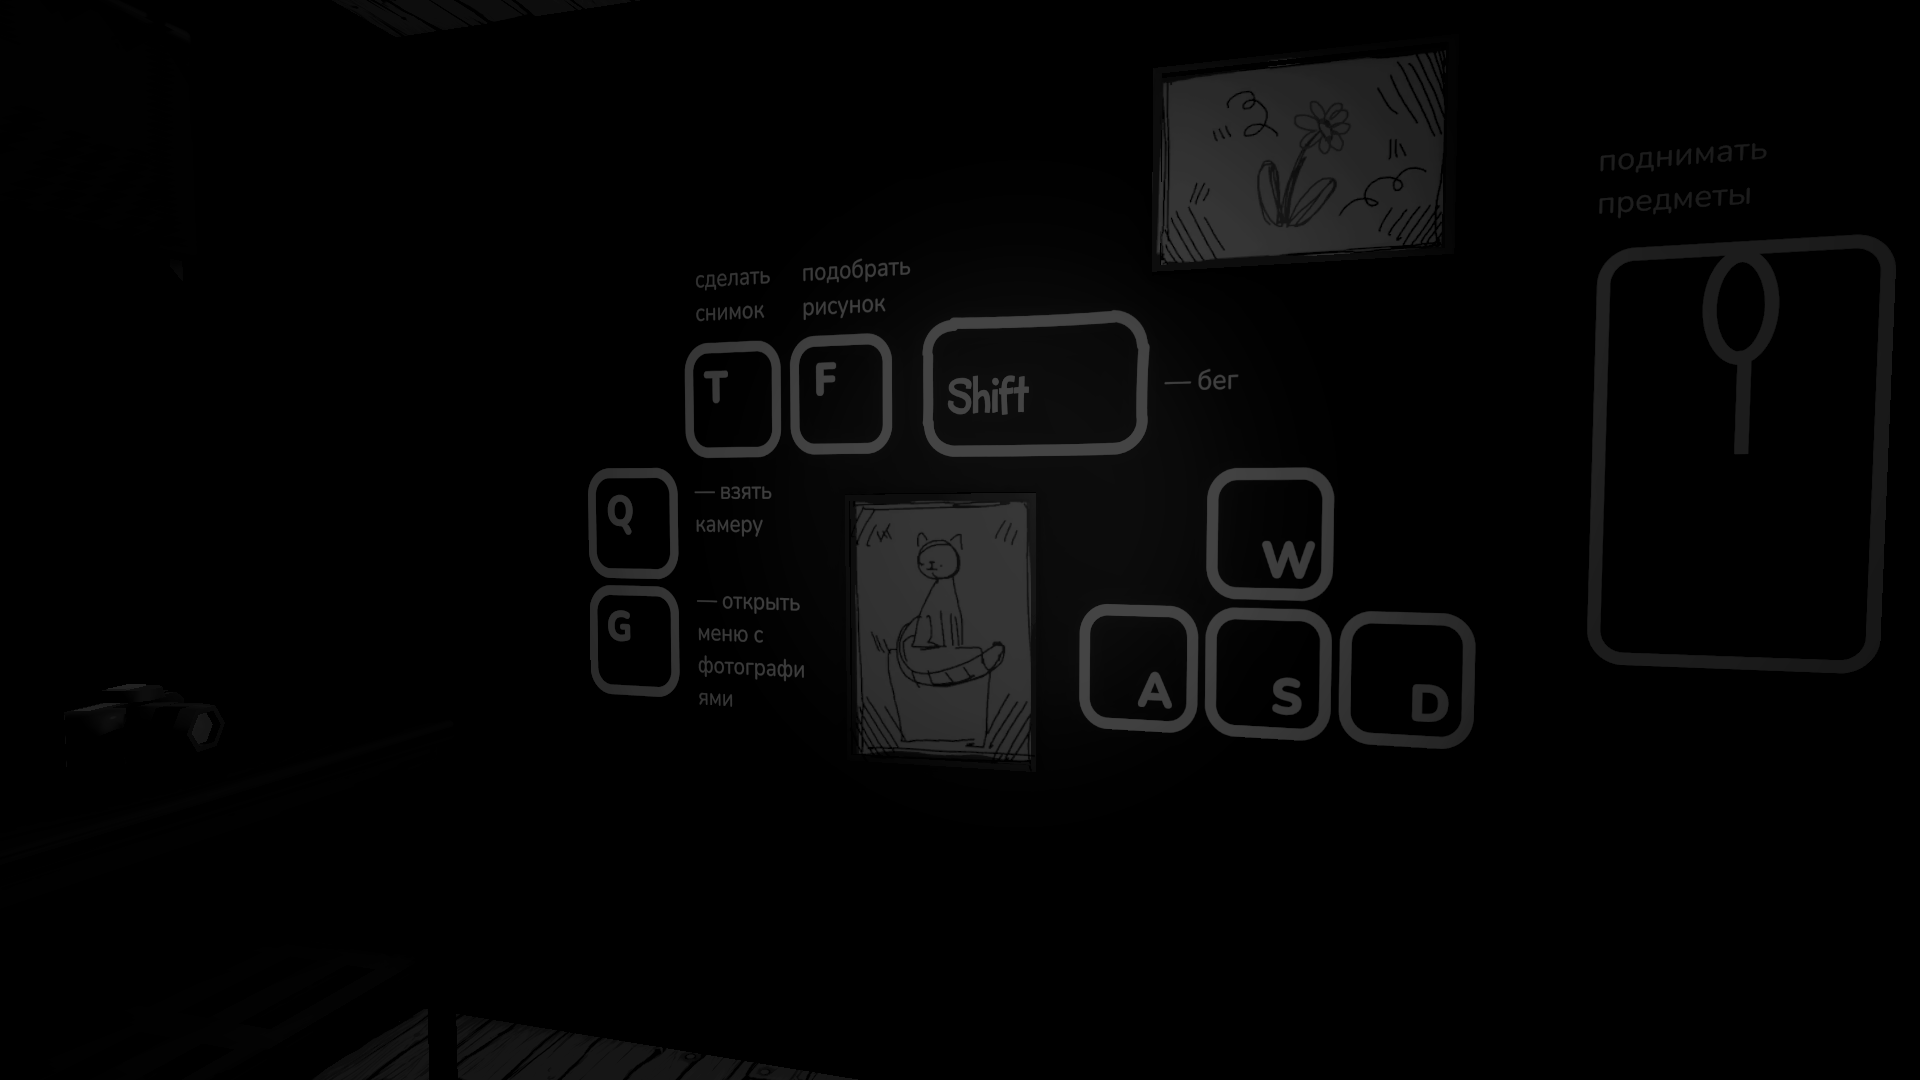 поднимать
предметы
сделать
снимок
подобрать
рисунок
T
F
Shift
— бег
Q
— взять
камеру
G
— открыть
меню с
фотографи
ями
W
A
S
D